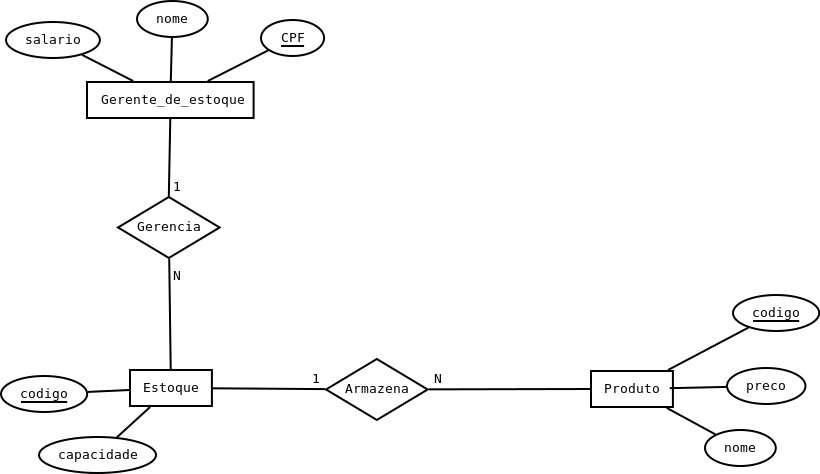 nome
salario
CPF
Gerente_de_estoque
1
Gerencia
N
codigo
1
N
preco
Estoque
Armazena
Produto
codigo
nome
capacidade